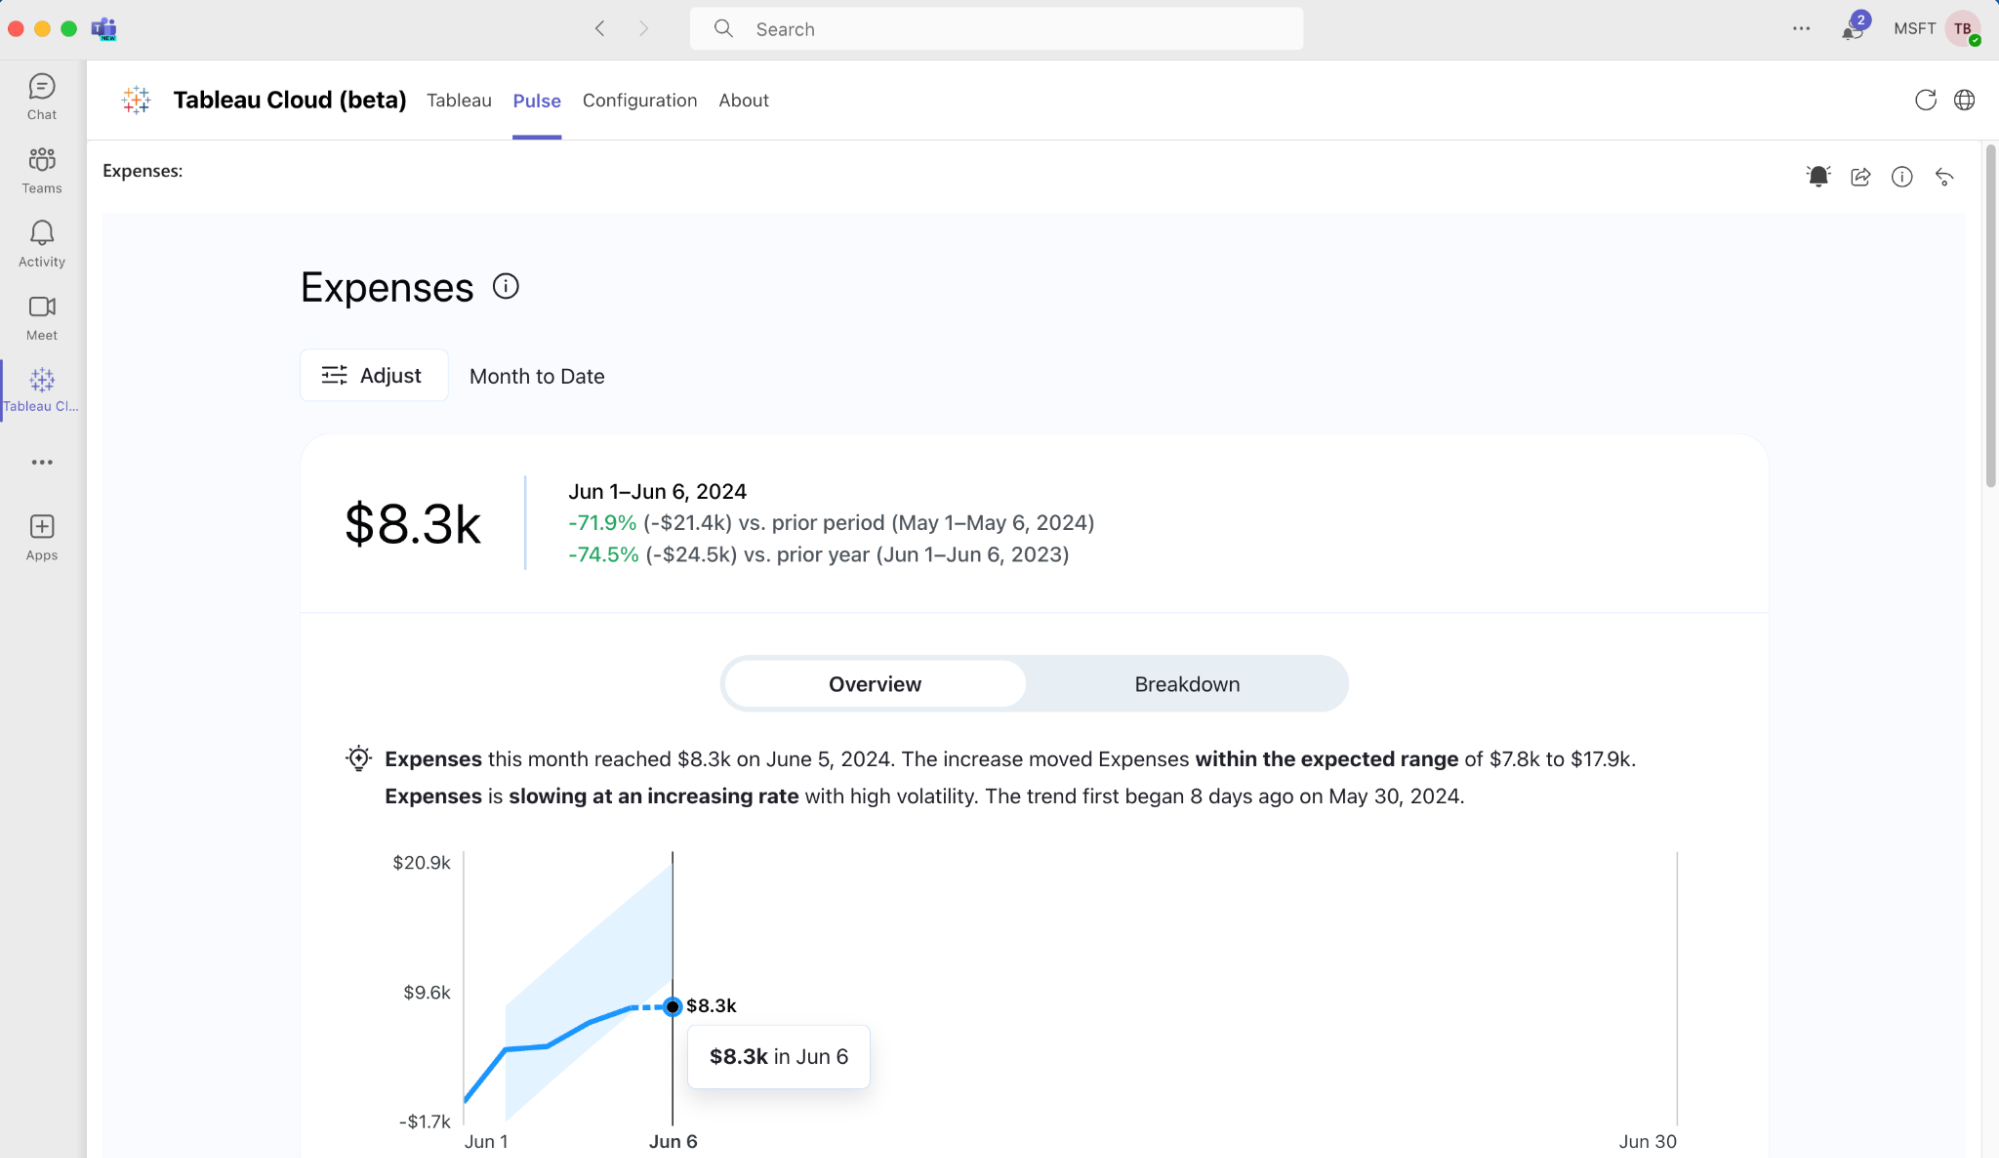 Search
2
MSFT
TB
NEW
Chat
Teams
Activity
Meet
Tableau Cl...
Apps
Tableau Cloud (beta)
Tableau
Pulse
Configuration
About
Expenses:
Expenses
Adjust
Month to Date
$8.3k
Jun 1–Jun 6, 2024
-71.9% (-$21.4k) vs. prior period (May 1–May 6, 2024)
-74.5% (-$24.5k) vs. prior year (Jun 1–Jun 6, 2023)
Overview
Breakdown
Expenses this month reached $8.3k on June 5, 2024. The increase moved Expenses within the expected range of $7.8k to $17.9k.
Expenses is slowing at an increasing rate with high volatility. The trend first began 8 days ago on May 30, 2024.
$20.9k
$9.6k
-$1.7k
$8.3k
$8.3k in Jun 6
Jun 1
Jun 6
Jun 30